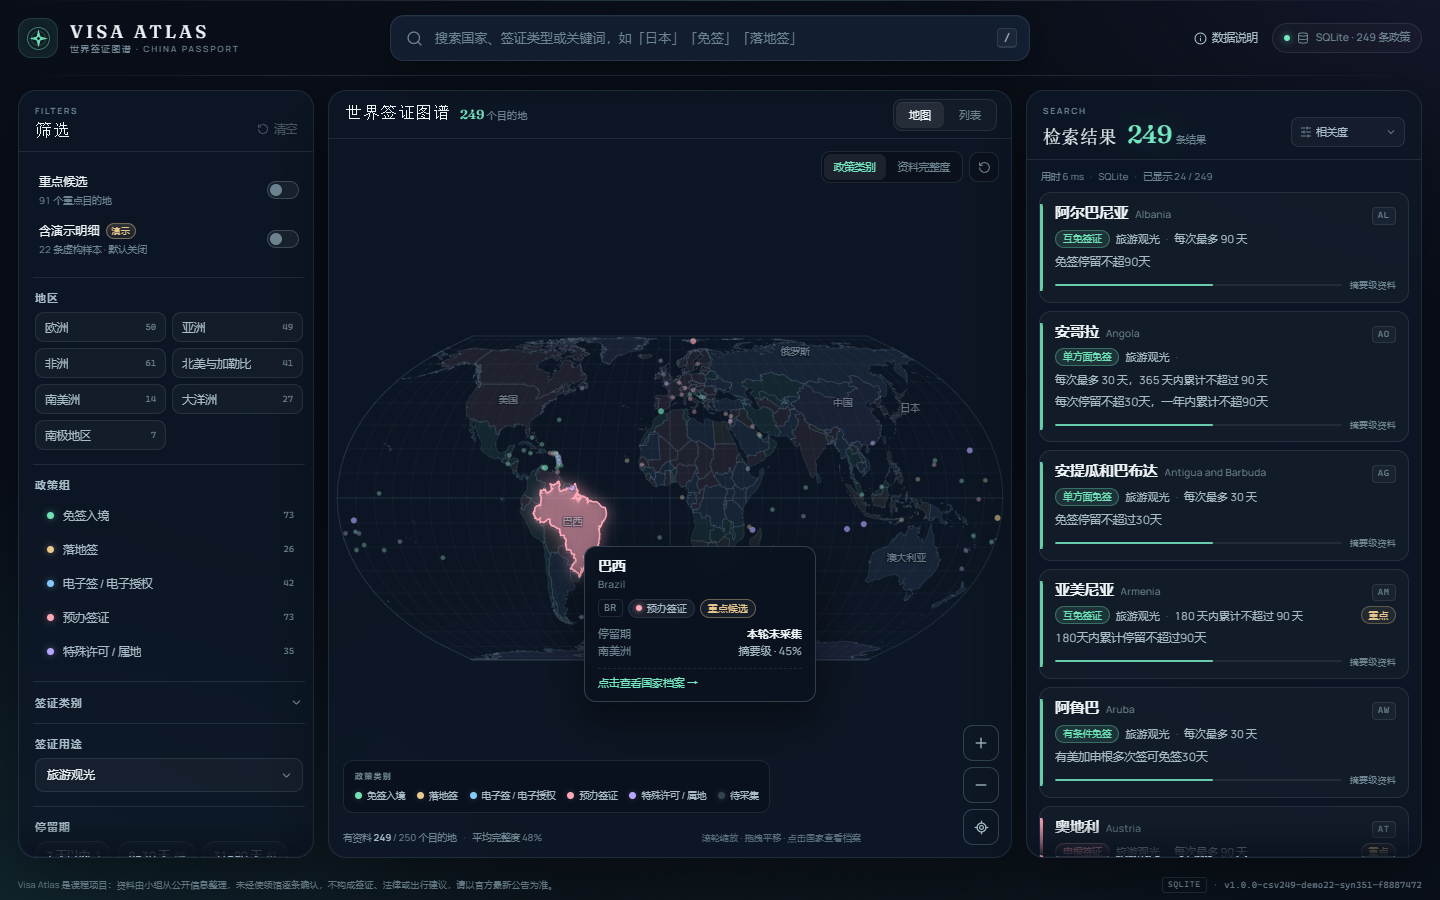 VISA ATLAS
世界签证图谱 · CHINA PASSPORT
搜索国家、签证类型或关键词，如「日本」「免签」「落地签」
/
数据说明
SQLite · 249 条政策
FILTERS
筛选
清空
重点候选
91 个重点目的地
含演示明细 演示
22 条虚构样本 · 默认关闭
地区
欧洲 50
亚洲 49
非洲 61
北美与加勒比 41
南美洲 14
大洋洲 27
南极地区 7
政策组
免签入境 73
落地签 26
电子签 / 电子授权 42
预办签证 73
特殊许可 / 属地 35
签证类别
签证用途
旅游观光
停留期
世界签证图谱 249 个目的地
地图 列表
政策类别 资料完整度
俄罗斯
美国
中国
日本
巴西
澳大利亚
巴西
Brazil
BR 预办签证 重点候选
停留期 本轮未采集
南美洲 摘要级 · 45%
点击查看国家档案 →
政策类别
免签入境 落地签 电子签 / 电子授权 预办签证 特殊许可 / 属地 待采集
有资料 249 / 250 个目的地 · 平均完整度 48%
滚轮缩放 · 拖拽平移 · 点击国家查看档案
SEARCH
检索结果 249 条结果
相关度
用时 6 ms · SQLite · 已显示 24 / 249
阿尔巴尼亚 Albania AL
互免签证 旅游观光 · 每次最多 90 天
免签停留不超90天
摘要级资料
安哥拉 Angola AO
单方面免签 旅游观光 ·
每次最多 30 天，365 天内累计不超过 90 天
每次停留不超30天，一年内累计不超90天
摘要级资料
安提瓜和巴布达 Antigua and Barbuda AG
单方面免签 旅游观光 · 每次最多 30 天
免签停留不超过30天
摘要级资料
亚美尼亚 Armenia AM
互免签证 旅游观光 · 180 天内累计不超过 90 天 重点
180天内累计停留不超过90天
摘要级资料
阿鲁巴 Aruba AW
有条件免签 旅游观光 · 每次最多 30 天
有美加申根多次签可免签30天
摘要级资料
奥地利 Austria AT
申根签证 旅游观光 · 每次最多 90 天 重点
Visa Atlas 是课程项目：资料由小组从公开信息整理，未经使领馆逐条确认，不构成签证、法律或出行建议，请以官方最新公告为准。
SQLITE · v1.0.0-csv249-demo22-syn351-f8887472